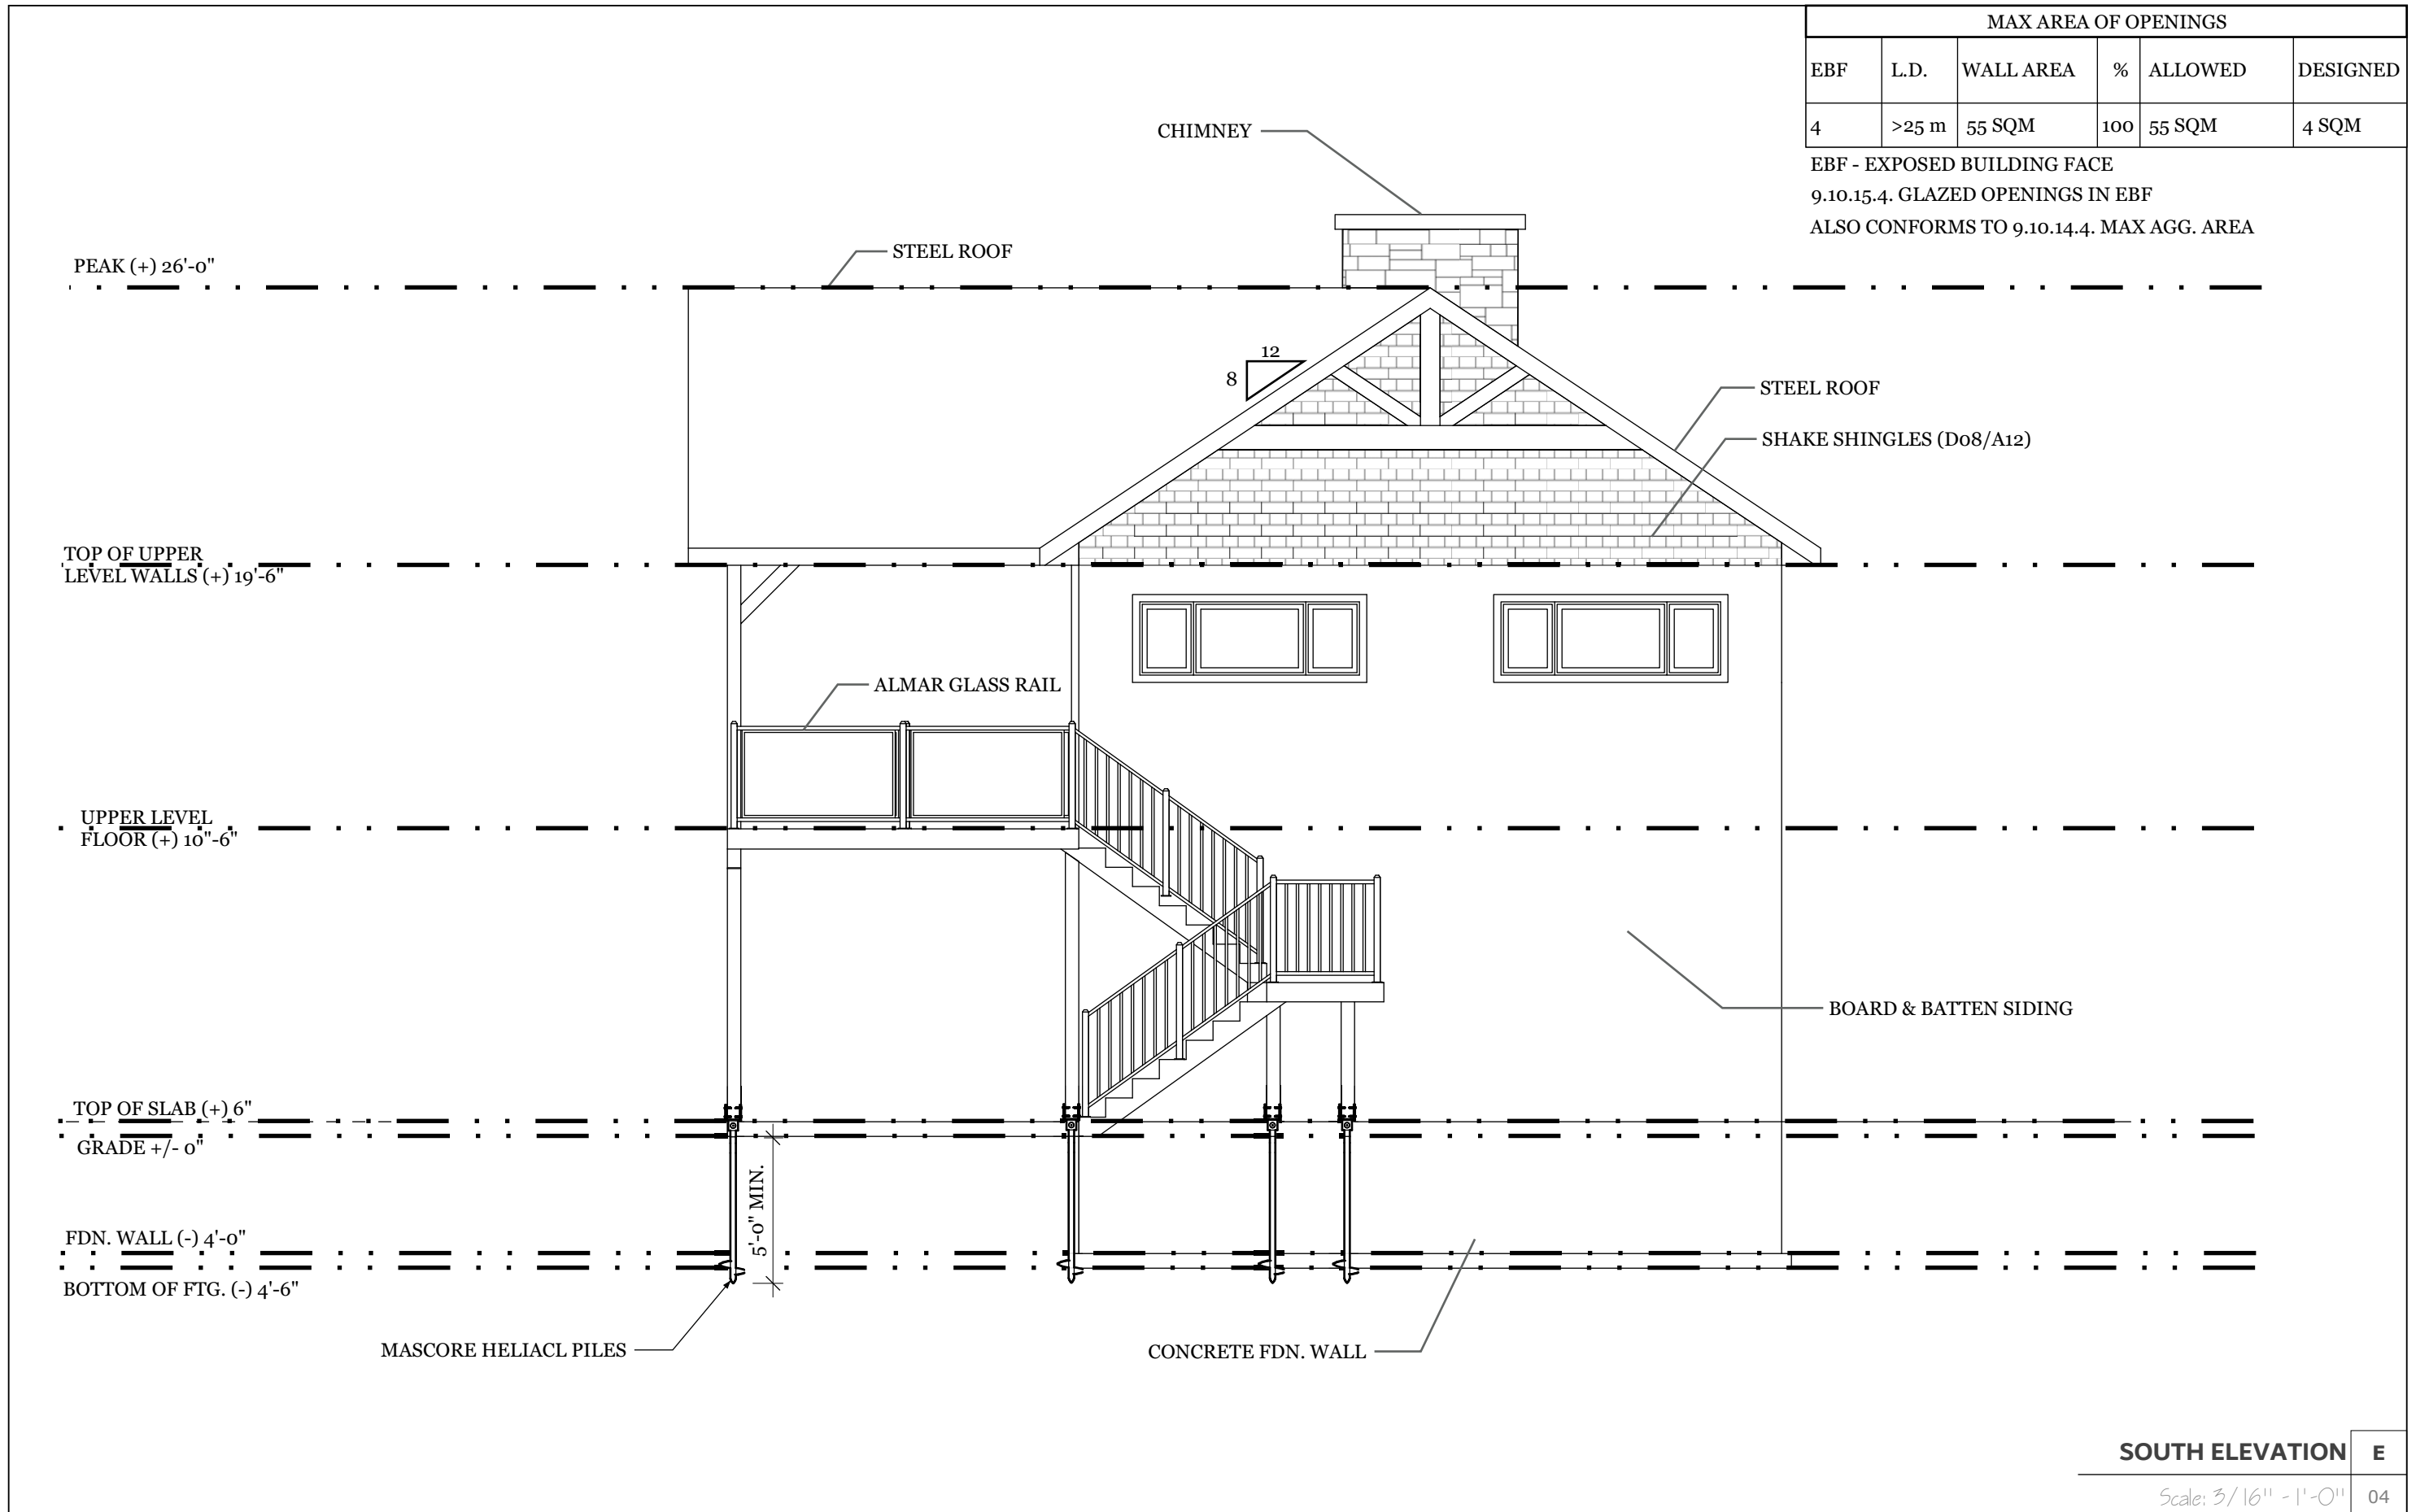 MAX AREA OF OPENINGS
EBF L.D. WALL AREA % ALLOWED DESIGNED
4 >25 m 55 SQM 100 55 SQM 4 SQM
EBF - EXPOSED BUILDING FACE
9.10.15.4. GLAZED OPENINGS IN EBF
ALSO CONFORMS TO 9.10.14.4. MAX AGG. AREA
CHIMNEY
STEEL ROOF
PEAK (+) 26'-0"
12
8
STEEL ROOF
SHAKE SHINGLES (D08/A12)
TOP OF UPPER
LEVEL WALLS (+) 19'-6"
ALMAR GLASS RAIL
UPPER LEVEL
FLOOR (+) 10"-6"
BOARD & BATTEN SIDING
TOP OF SLAB (+) 6"
GRADE +/- 0"
5'-0" MIN.
FDN. WALL (-) 4'-0"
BOTTOM OF FTG. (-) 4'-6"
MASCORE HELIACL PILES
CONCRETE FDN. WALL
SOUTH ELEVATION E
Scale: 3/16" - 1'-0" 04